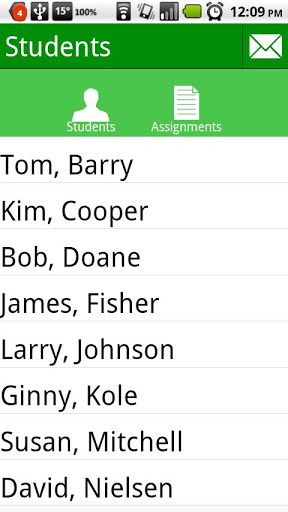 4 15° 100% 12:09 PM
Students
Students Assignments
Tom, Barry
Kim, Cooper
Bob, Doane
James, Fisher
Larry, Johnson
Ginny, Kole
Susan, Mitchell
David, Nielsen